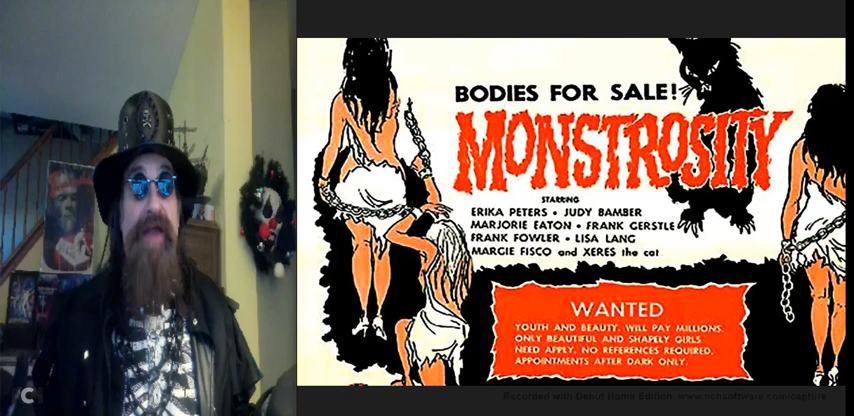 BODIES FOR SALE!
MONSTROSITY
STARRING
ERIKA PETERS • JUDY BAMBER
MARJORIE EATON • FRANK GERSTLE
FRANK FOWLER • LISA LANG
MARGIE FISCO and XERES the cat
WANTED
YOUTH AND BEAUTY. WILL PAY MILLIONS.
ONLY BEAUTIFUL AND SHAPELY GIRLS
NEED APPLY. NO REFERENCES REQUIRED.
APPOINTMENTS AFTER DARK ONLY.
C
Recorded with Debut Home Edition. www.nchsoftware.com/capture